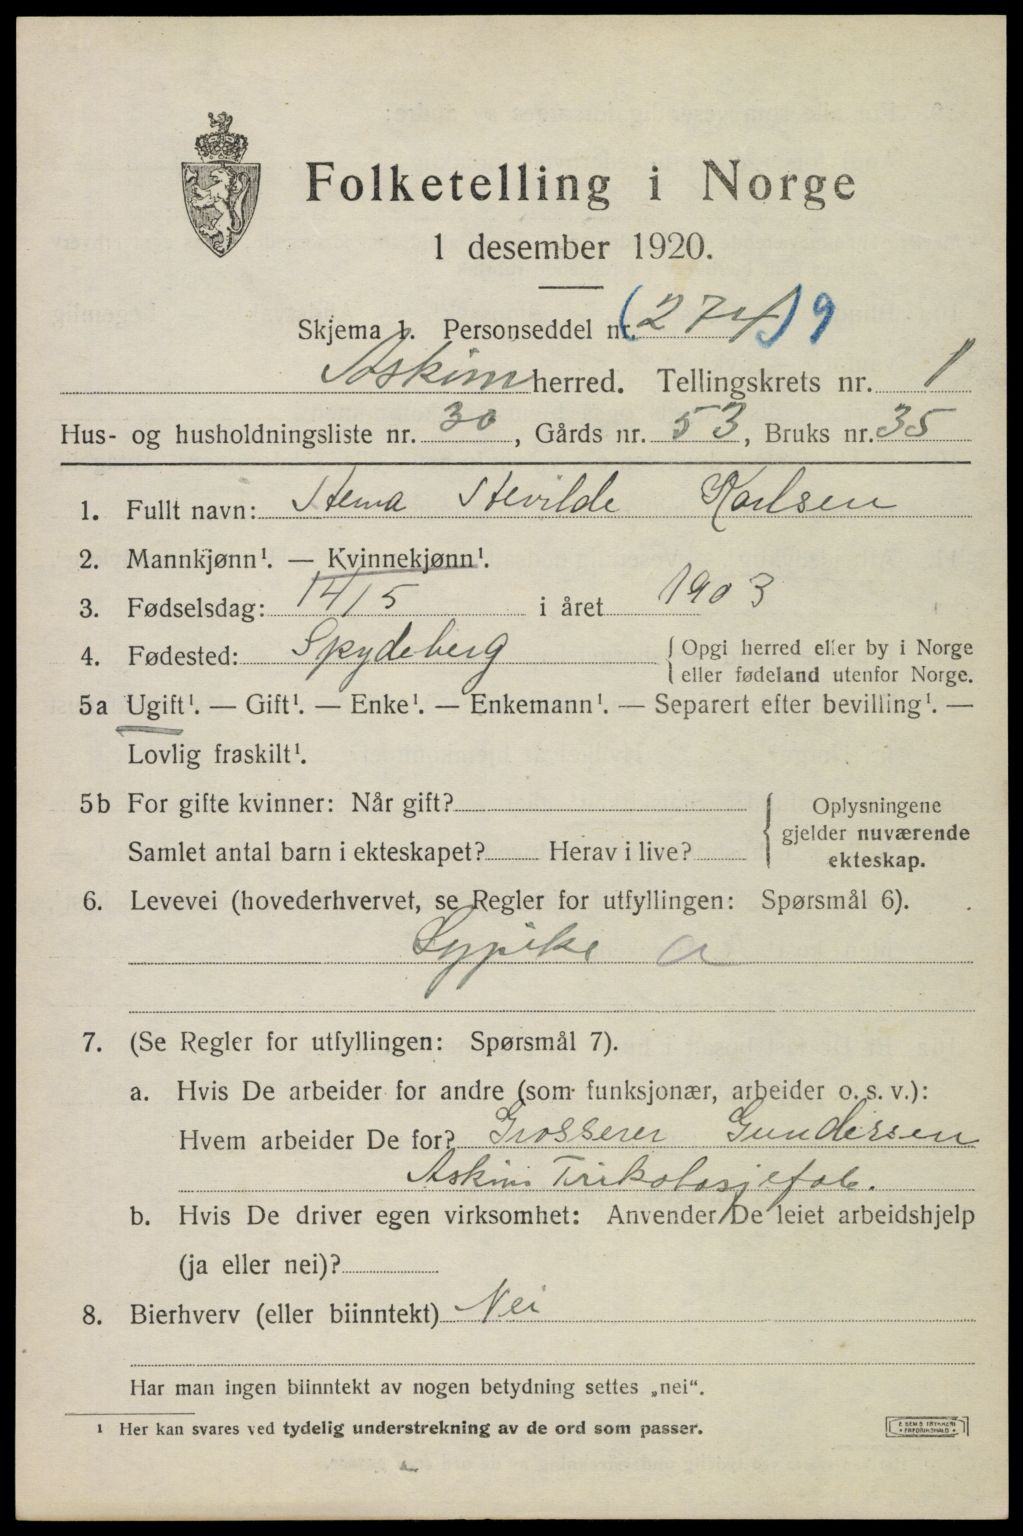 Folketelling i Norge
1 desember 1920.
Skjema 1. Personseddel nr. (274) 9
Askim herred. Tellingskrets nr. 1
Hus- og husholdningsliste nr. 30, Gårds nr. 53, Bruks nr. 35
1. Fullt navn: Karlsen
2. Mannkjønn¹. — Kvinnekjønn¹.
3. Fødselsdag: 14/5 i året 1903
4. Fødested: Spydeberg { Opgi herred eller by i Norge
eller fødeland utenfor Norge.
5a Ugift¹. — Gift¹. — Enke¹. — Enkemann¹. — Separert efter bevilling¹. —
Lovlig fraskilt¹.
5b For gifte kvinner: Når gift? { Oplysningene
gjelder nuværende
Samlet antal barn i ekteskapet? Herav i live? ekteskap.
6. Levevei (hovederhvervet, se Regler for utfyllingen: Spørsmål 6).
Sypike a
7. (Se Regler for utfyllingen: Spørsmål 7).
a. Hvis De arbeider for andre (som funksjonær, arbeider o. s. v.):
Hvem arbeider De for? Grosserer Gundersen
Askim Trikotasjefab.
b. Hvis De driver egen virksomhet: Anvender De leiet arbeidshjelp
(ja eller nei)?
8. Bierhverv (eller biinntekt) Nei
Har man ingen biinntekt av nogen betydning settes „nei“.
¹ Her kan svares ved tydelig understrekning av de ord som passer.